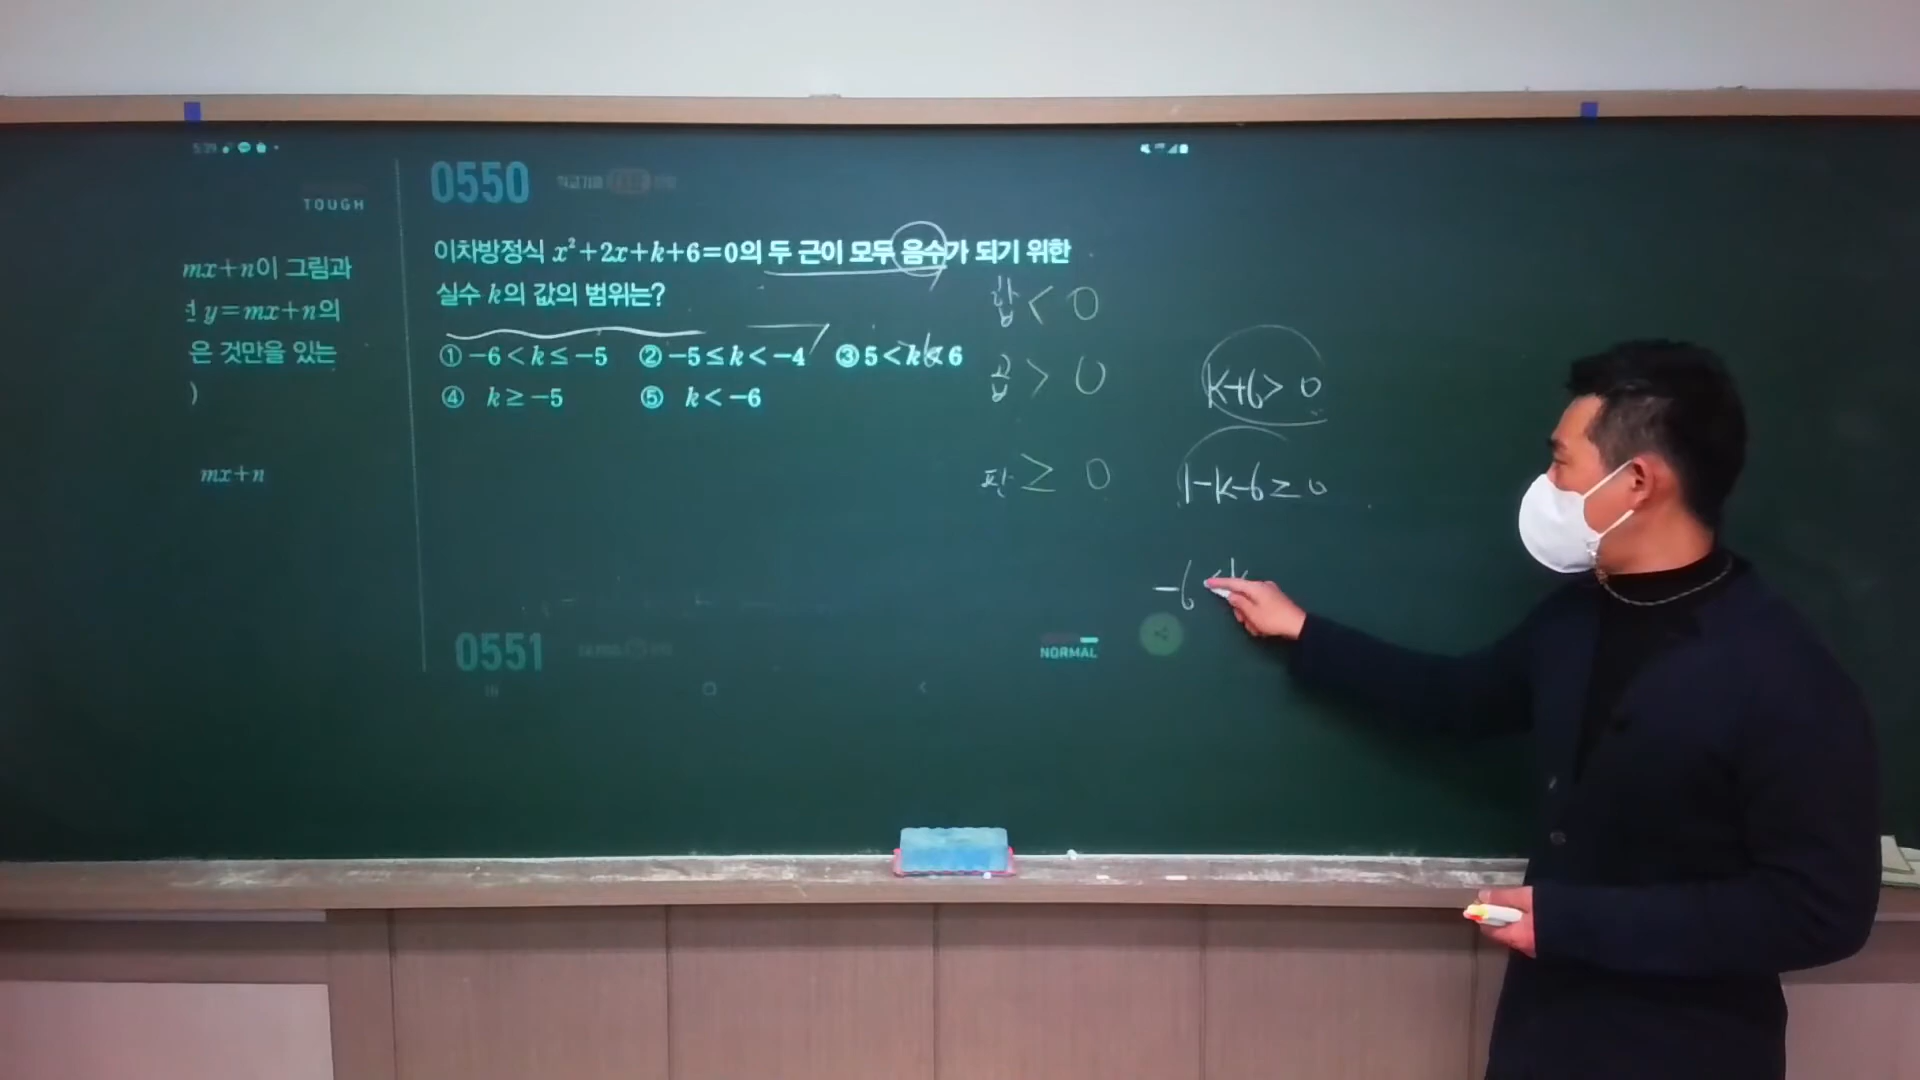 5:39
TOUGH
mx+n이 그림과
y=mx+n의
은 것만을 있는
)
mx+n
0550
이차방정식 x²+2x+k+6=0의 두 근이 모두 음수가 되기 위한
실수 k의 값의 범위는?
① -6<k≤-5 ② -5≤k<-4 ③ 5<k<6
④ k≥-5 ⑤ k<-6
합 < 0
곱 > 0
판 ≥ 0
k+6> 0
1-k-6≥0
-6<k
0551
NORMAL